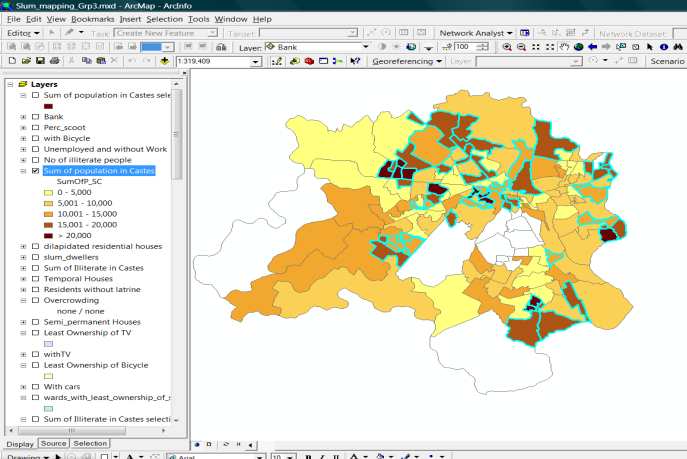 Slum_mapping_Grp3.mxd - ArcMap - ArcInfo
File Edit View Bookmarks Insert Selection Tools Window Help
Editor Task: Create New Feature Target: Network Analyst Network Dataset:
Layer: Bank 100
1:319,409 Georeferencing Layer: Scenario
Layers
Sum of population in Castes sele
Bank
Perc_scoot
with Bicycle
Unemployed and without Work
No of illiterate people
Sum of population in Castes
SumOfP_SC
0 - 5,000
5,001 - 10,000
10,001 - 15,000
15,001 - 20,000
> 20,000
dilapidated residential houses
slum_dwellers
Sum of Illiterate in Castes
Temporal Houses
Residents without latrine
Overcrowding
none / none
Semi_permanent Houses
Least Ownership of TV
withTV
Least Ownership of Bicycle
With cars
wards_with_least_ownership_of_s
Sum of Illiterate in Castes selecti
Display Source Selection
Drawing A Arial 10 B I U A